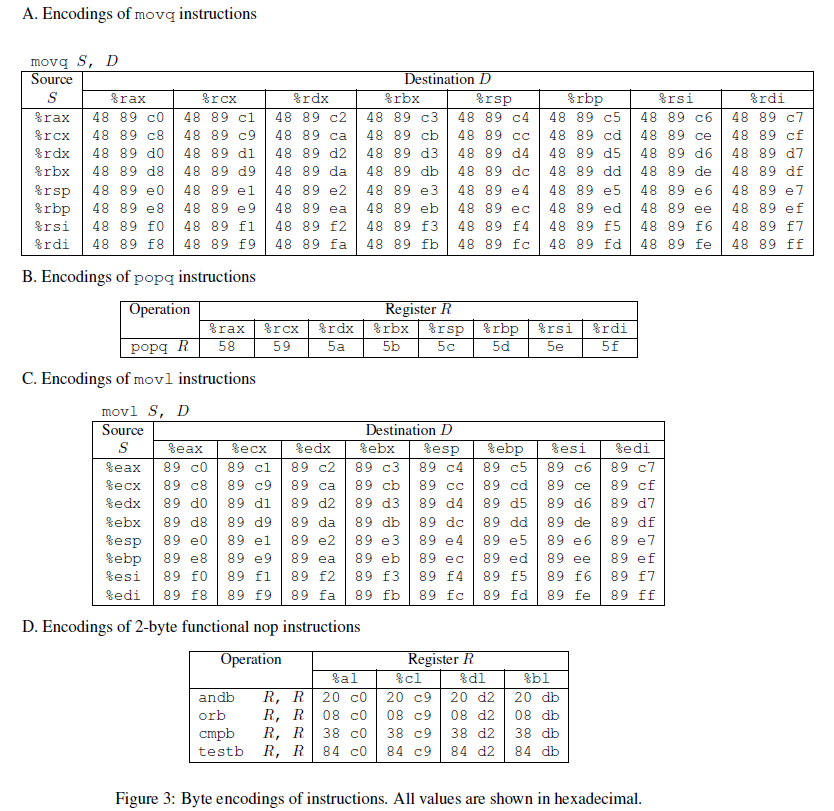 A. Encodings of movq instructions
movq S, D
Source Destination D
S %rax %rcx %rdx %rbx %rsp %rbp %rsi %rdi
%rax 48 89 c0 48 89 c1 48 89 c2 48 89 c3 48 89 c4 48 89 c5 48 89 c6 48 89 c7
%rcx 48 89 c8 48 89 c9 48 89 ca 48 89 cb 48 89 cc 48 89 cd 48 89 ce 48 89 cf
%rdx 48 89 d0 48 89 d1 48 89 d2 48 89 d3 48 89 d4 48 89 d5 48 89 d6 48 89 d7
%rbx 48 89 d8 48 89 d9 48 89 da 48 89 db 48 89 dc 48 89 dd 48 89 de 48 89 df
%rsp 48 89 e0 48 89 e1 48 89 e2 48 89 e3 48 89 e4 48 89 e5 48 89 e6 48 89 e7
%rbp 48 89 e8 48 89 e9 48 89 ea 48 89 eb 48 89 ec 48 89 ed 48 89 ee 48 89 ef
%rsi 48 89 f0 48 89 f1 48 89 f2 48 89 f3 48 89 f4 48 89 f5 48 89 f6 48 89 f7
%rdi 48 89 f8 48 89 f9 48 89 fa 48 89 fb 48 89 fc 48 89 fd 48 89 fe 48 89 ff
B. Encodings of popq instructions
Operation Register R
%rax %rcx %rdx %rbx %rsp %rbp %rsi %rdi
popq R 58 59 5a 5b 5c 5d 5e 5f
C. Encodings of movl instructions
movl S, D
Source Destination D
S %eax %ecx %edx %ebx %esp %ebp %esi %edi
%eax 89 c0 89 c1 89 c2 89 c3 89 c4 89 c5 89 c6 89 c7
%ecx 89 c8 89 c9 89 ca 89 cb 89 cc 89 cd 89 ce 89 cf
%edx 89 d0 89 d1 89 d2 89 d3 89 d4 89 d5 89 d6 89 d7
%ebx 89 d8 89 d9 89 da 89 db 89 dc 89 dd 89 de 89 df
%esp 89 e0 89 e1 89 e2 89 e3 89 e4 89 e5 89 e6 89 e7
%ebp 89 e8 89 e9 89 ea 89 eb 89 ec 89 ed 89 ee 89 ef
%esi 89 f0 89 f1 89 f2 89 f3 89 f4 89 f5 89 f6 89 f7
%edi 89 f8 89 f9 89 fa 89 fb 89 fc 89 fd 89 fe 89 ff
D. Encodings of 2-byte functional nop instructions
Operation Register R
%al %cl %dl %bl
andb R, R 20 c0 20 c9 20 d2 20 db
orb R, R 08 c0 08 c9 08 d2 08 db
cmpb R, R 38 c0 38 c9 38 d2 38 db
testb R, R 84 c0 84 c9 84 d2 84 db
Figure 3: Byte encodings of instructions. All values are shown in hexadecimal.